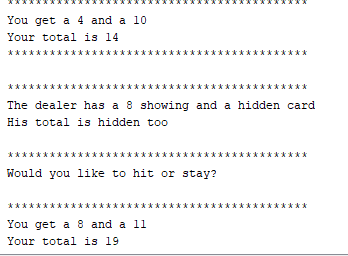 *******************************************
You get a 4 and a 10
Your total is 14
*******************************************
*******************************************
The dealer has a 8 showing and a hidden card
His total is hidden too
*******************************************
Would you like to hit or stay?
*******************************************
You get a 8 and a 11
Your total is 19